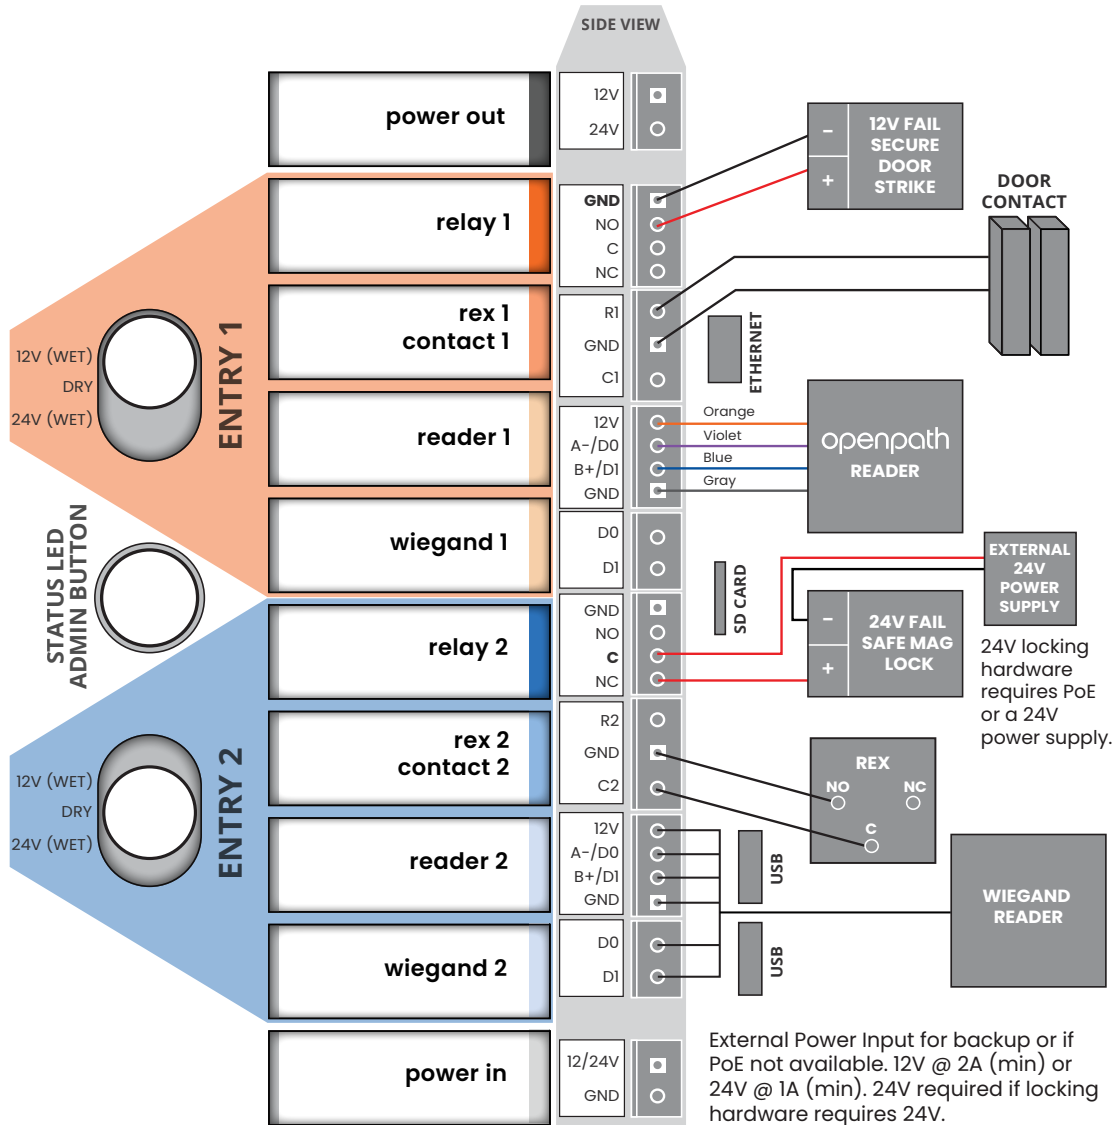 SIDE VIEW
power out
12V
24V
12V FAIL
SECURE
DOOR
STRIKE
−
+
DOOR
CONTACT
relay 1
GND
NO
C
NC
rex 1
contact 1
R1
GND
C1
ETHERNET
12V (WET)
DRY
24V (WET)
ENTRY 1
reader 1
12V
A-/D0
B+/D1
GND
Orange
Violet
Blue
Gray
openpath
READER
wiegand 1
D0
D1
STATUS LED
ADMIN BUTTON
SD CARD
EXTERNAL
24V
POWER
SUPPLY
relay 2
GND
NO
C
NC
−
+
24V FAIL
SAFE MAG
LOCK
24V locking
hardware
requires PoE
or a 24V
power supply.
rex 2
contact 2
R2
GND
C2
REX
NO
NC
C
12V (WET)
DRY
24V (WET)
ENTRY 2
reader 2
12V
A-/D0
B+/D1
GND
USB
WIEGAND
READER
wiegand 2
D0
D1
USB
power in
12/24V
GND
External Power Input for backup or if
PoE not available. 12V @ 2A (min) or
24V @ 1A (min). 24V required if locking
hardware requires 24V.